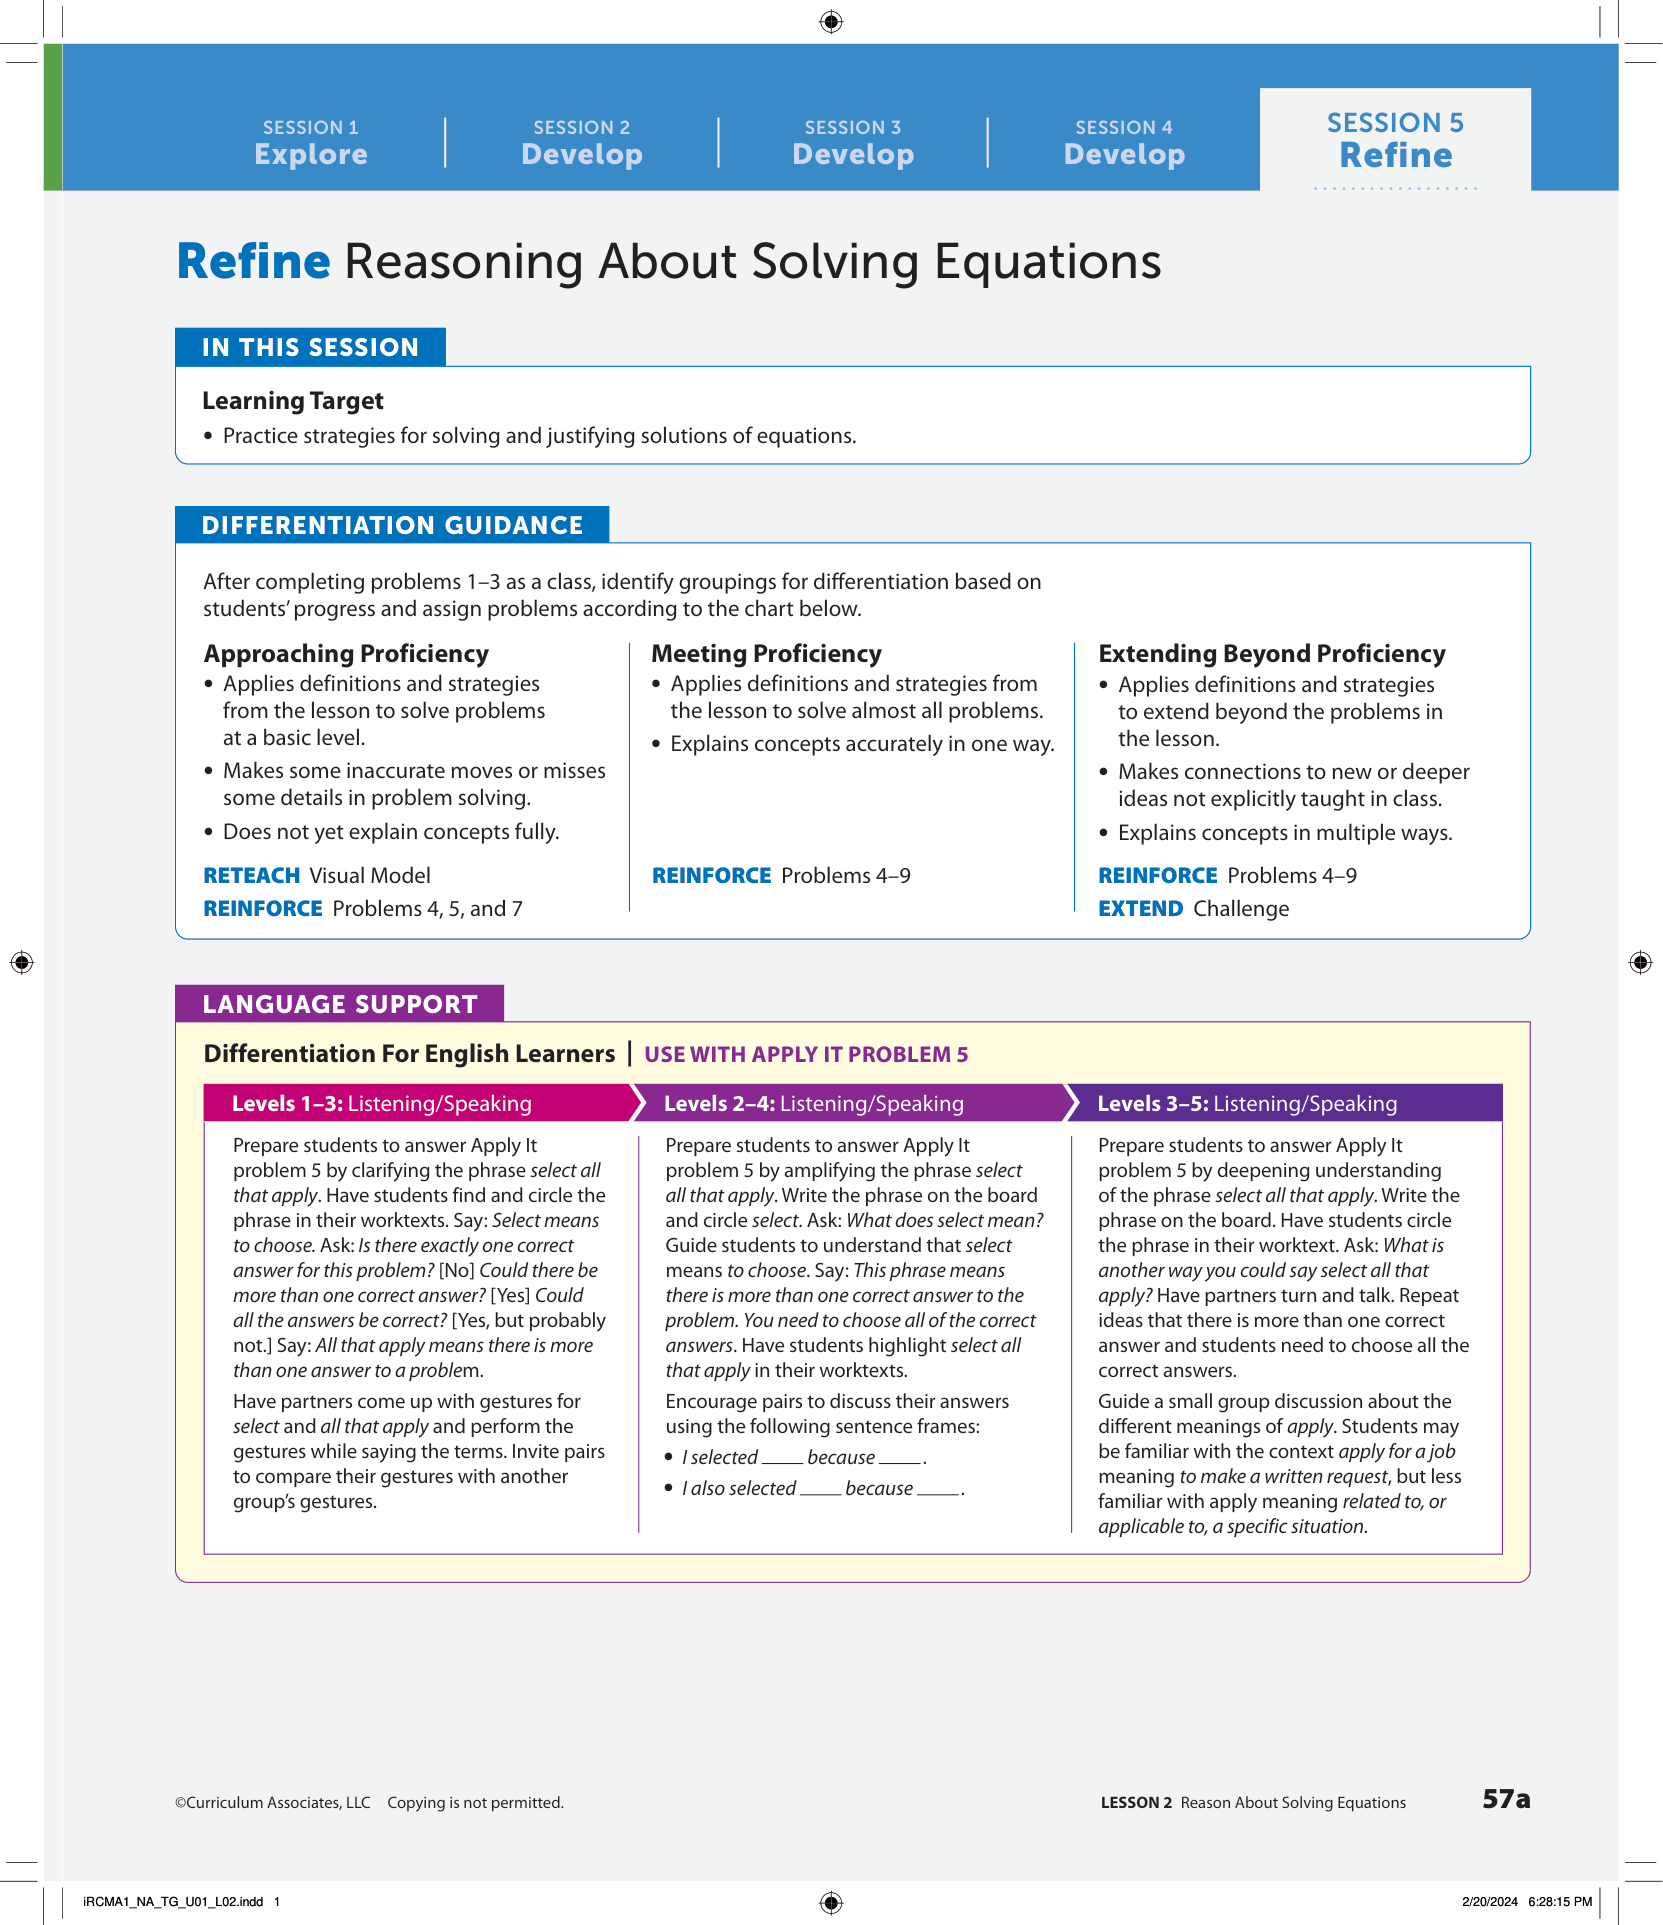 SESSION 1
Explore
SESSION 2
Develop
SESSION 3
Develop
SESSION 4
Develop
SESSION 5
Refine
Refine Reasoning About Solving Equations
IN THIS SESSION
Learning Target
• Practice strategies for solving and justifying solutions of equations.
DIFFERENTIATION GUIDANCE
After completing problems 1–3 as a class, identify groupings for differentiation based on
students’ progress and assign problems according to the chart below.
Approaching Proficiency
• Applies definitions and strategies
from the lesson to solve problems
at a basic level.
• Makes some inaccurate moves or misses
some details in problem solving.
• Does not yet explain concepts fully.
RETEACH Visual Model
REINFORCE Problems 4, 5, and 7
Meeting Proficiency
• Applies definitions and strategies from
the lesson to solve almost all problems.
• Explains concepts accurately in one way.
REINFORCE Problems 4–9
Extending Beyond Proficiency
• Applies definitions and strategies
to extend beyond the problems in
the lesson.
• Makes connections to new or deeper
ideas not explicitly taught in class.
• Explains concepts in multiple ways.
REINFORCE Problems 4–9
EXTEND Challenge
LANGUAGE SUPPORT
Differentiation For English Learners | USE WITH APPLY IT PROBLEM 5
Levels 1–3: Listening/Speaking
Prepare students to answer Apply It
problem 5 by clarifying the phrase select all
that apply. Have students find and circle the
phrase in their worktexts. Say: Select means
to choose. Ask: Is there exactly one correct
answer for this problem? [No] Could there be
more than one correct answer? [Yes] Could
all the answers be correct? [Yes, but probably
not.] Say: All that apply means there is more
than one answer to a problem.
Have partners come up with gestures for
select and all that apply and perform the
gestures while saying the terms. Invite pairs
to compare their gestures with another
group’s gestures.
Levels 2–4: Listening/Speaking
Prepare students to answer Apply It
problem 5 by amplifying the phrase select
all that apply. Write the phrase on the board
and circle select. Ask: What does select mean?
Guide students to understand that select
means to choose. Say: This phrase means
there is more than one correct answer to the
problem. You need to choose all of the correct
answers. Have students highlight select all
that apply in their worktexts.
Encourage pairs to discuss their answers
using the following sentence frames:
• I selected ____ because ____.
• I also selected ____ because ____.
Levels 3–5: Listening/Speaking
Prepare students to answer Apply It
problem 5 by deepening understanding
of the phrase select all that apply. Write the
phrase on the board. Have students circle
the phrase in their worktext. Ask: What is
another way you could say select all that
apply? Have partners turn and talk. Repeat
ideas that there is more than one correct
answer and students need to choose all the
correct answers.
Guide a small group discussion about the
different meanings of apply. Students may
be familiar with the context apply for a job
meaning to make a written request, but less
familiar with apply meaning related to, or
applicable to, a specific situation.
©Curriculum Associates, LLC Copying is not permitted.
LESSON 2 Reason About Solving Equations 57a
iRCMA1_NA_TG_U01_L02.indd 1
2/20/2024 6:28:15 PM